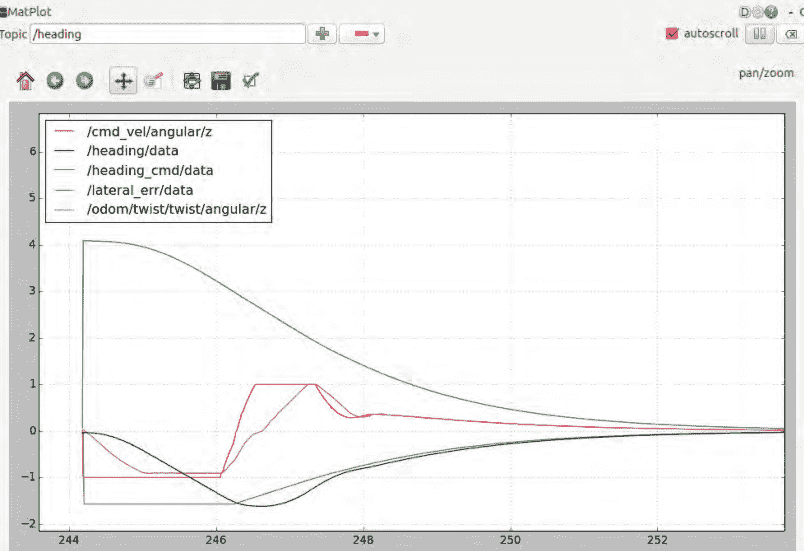 MatPlot
Topic /heading
autoscroll
pan/zoom
/cmd_vel/angular/z
/heading/data
/heading_cmd/data
/lateral_err/data
/odom/twist/twist/angular/z
6
5
4
3
2
1
0
−1
−2
244 246 248 250 252